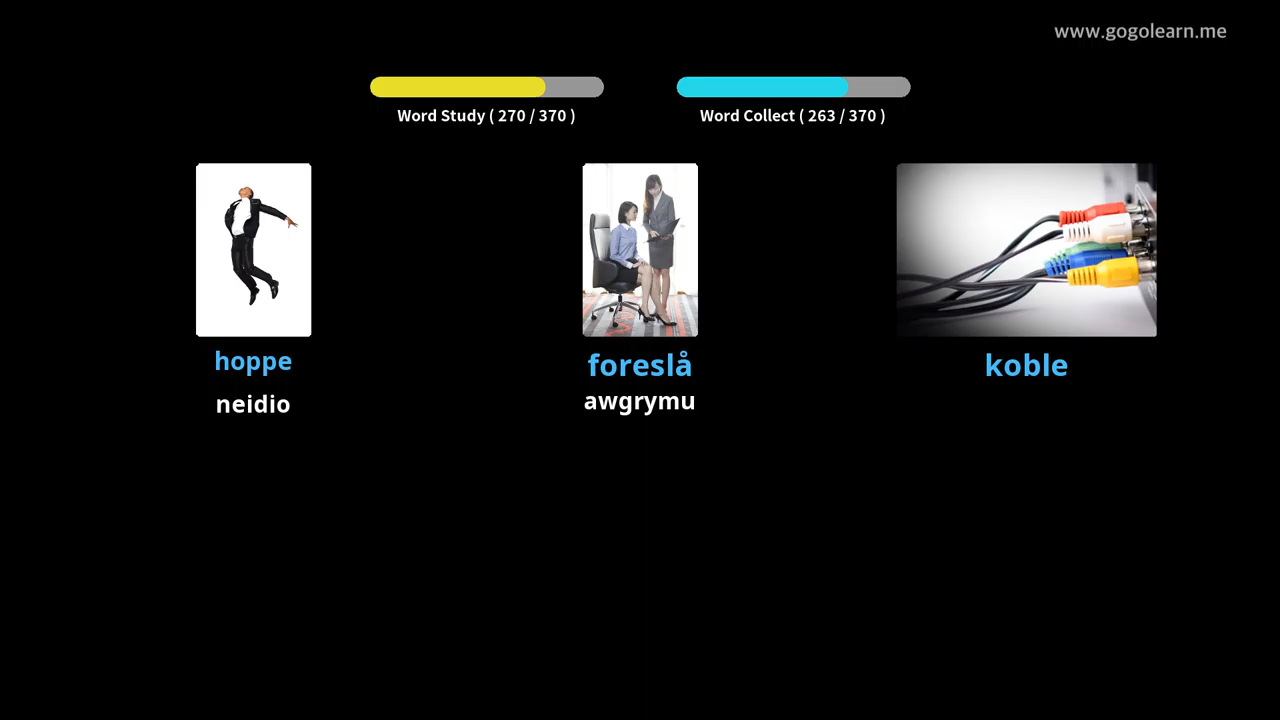 www.gogolearn.me
Word Study ( 270 / 370 )
Word Collect ( 263 / 370 )
hoppe
foreslå
koble
neidio
awgrymu